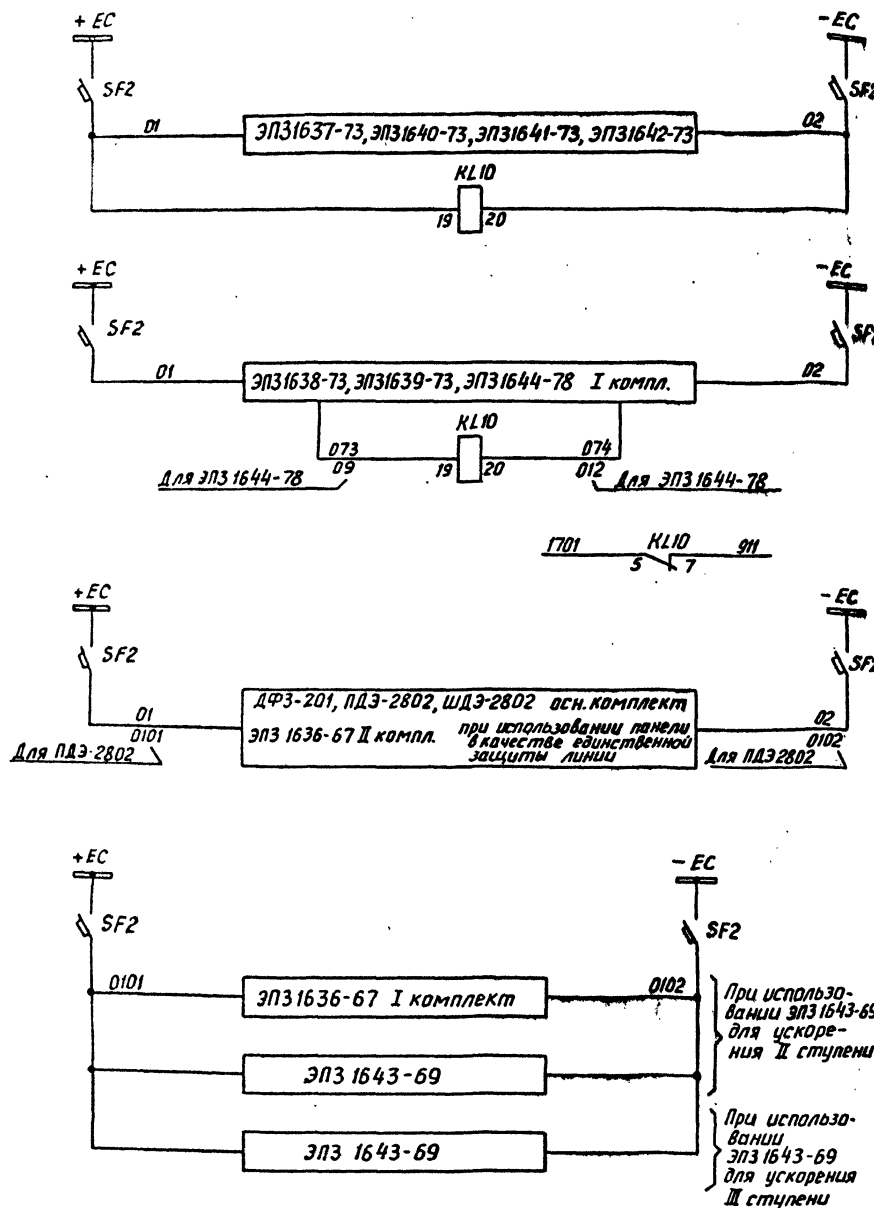 + EC
- EC
SF2
SF2
01
ЭПЗ1637-73, ЭПЗ1640-73, ЭПЗ1641-73, ЭПЗ1642-73
02
KL10
19
20
+ EC
- EC
SF2
SF2
01
ЭПЗ1638-73, ЭПЗ1639-73, ЭПЗ1644-78 I компл.
02
KL10
073
074
09
19
20
012
Для ЭПЗ 1644-78
Для ЭПЗ 1644-78
1701
KL10
911
5
7
+ EC
- EC
SF2
SF2
01
ДФЗ-201, ПДЭ-2802, ШДЭ-2802 осн. комплект
02
0101
ЭПЗ 1636-67 II компл.
при использовании панели
в качестве единственной
защиты линии
0102
Для ПДЭ-2802
Для ПДЭ 2802
+ EC
- EC
SF2
SF2
0101
ЭПЗ1636-67 I комплект
0102
При использо-
вании ЭПЗ 1643-69
для ускоре-
ния II ступени
ЭПЗ 1643-69
ЭПЗ 1643-69
При использо-
вании
ЭПЗ 1643-69
для ускорения
III ступени